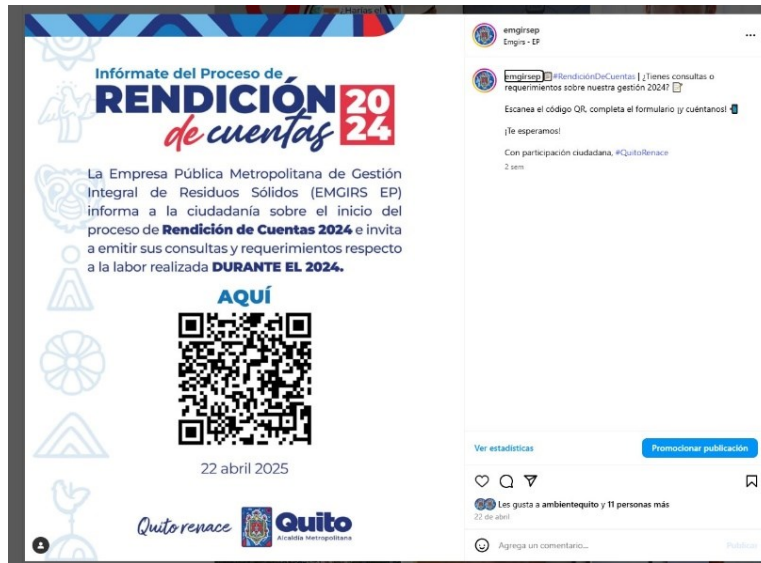 Infórmate del Proceso de
RENDICIÓN 20
de cuentas 24
La Empresa Pública Metropolitana de Gestión
Integral de Residuos Sólidos (EMGIRS EP)
informa a la ciudadanía sobre el inicio del
proceso de Rendición de Cuentas 2024 e invita
a emitir sus consultas y requerimientos respecto
a la labor realizada DURANTE EL 2024.
AQUÍ
22 abril 2025
Quito renace
Quito
Alcaldía Metropolitana
emgirsep
Emgirs - EP
emgirsep #RendiciónDeCuentas | ¿Tienes consultas o
requerimientos sobre nuestra gestión 2024?
Escanea el código QR, completa el formulario ¡y cuéntanos!
¡Te esperamos!
Con participación ciudadana, #QuitoRenace
2 sem
Ver estadísticas
Promocionar publicación
Les gusta a ambientequito y 11 personas más
22 de abril
Agrega un comentario...
Publicar